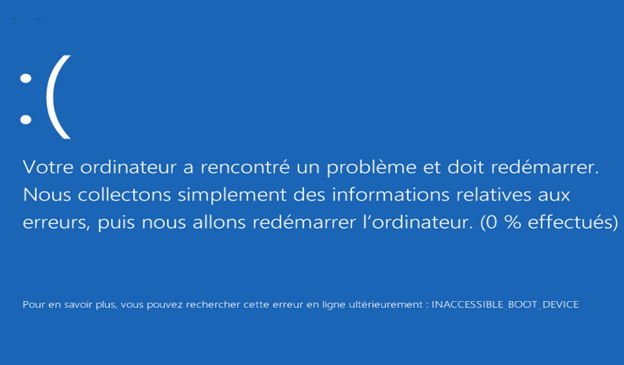 :(
Votre ordinateur a rencontré un problème et doit redémarrer.
Nous collectons simplement des informations relatives aux
erreurs, puis nous allons redémarrer l’ordinateur. (0 % effectués)
Pour en savoir plus, vous pouvez rechercher cette erreur en ligne ultérieurement : INACCESSIBLE_BOOT_DEVICE